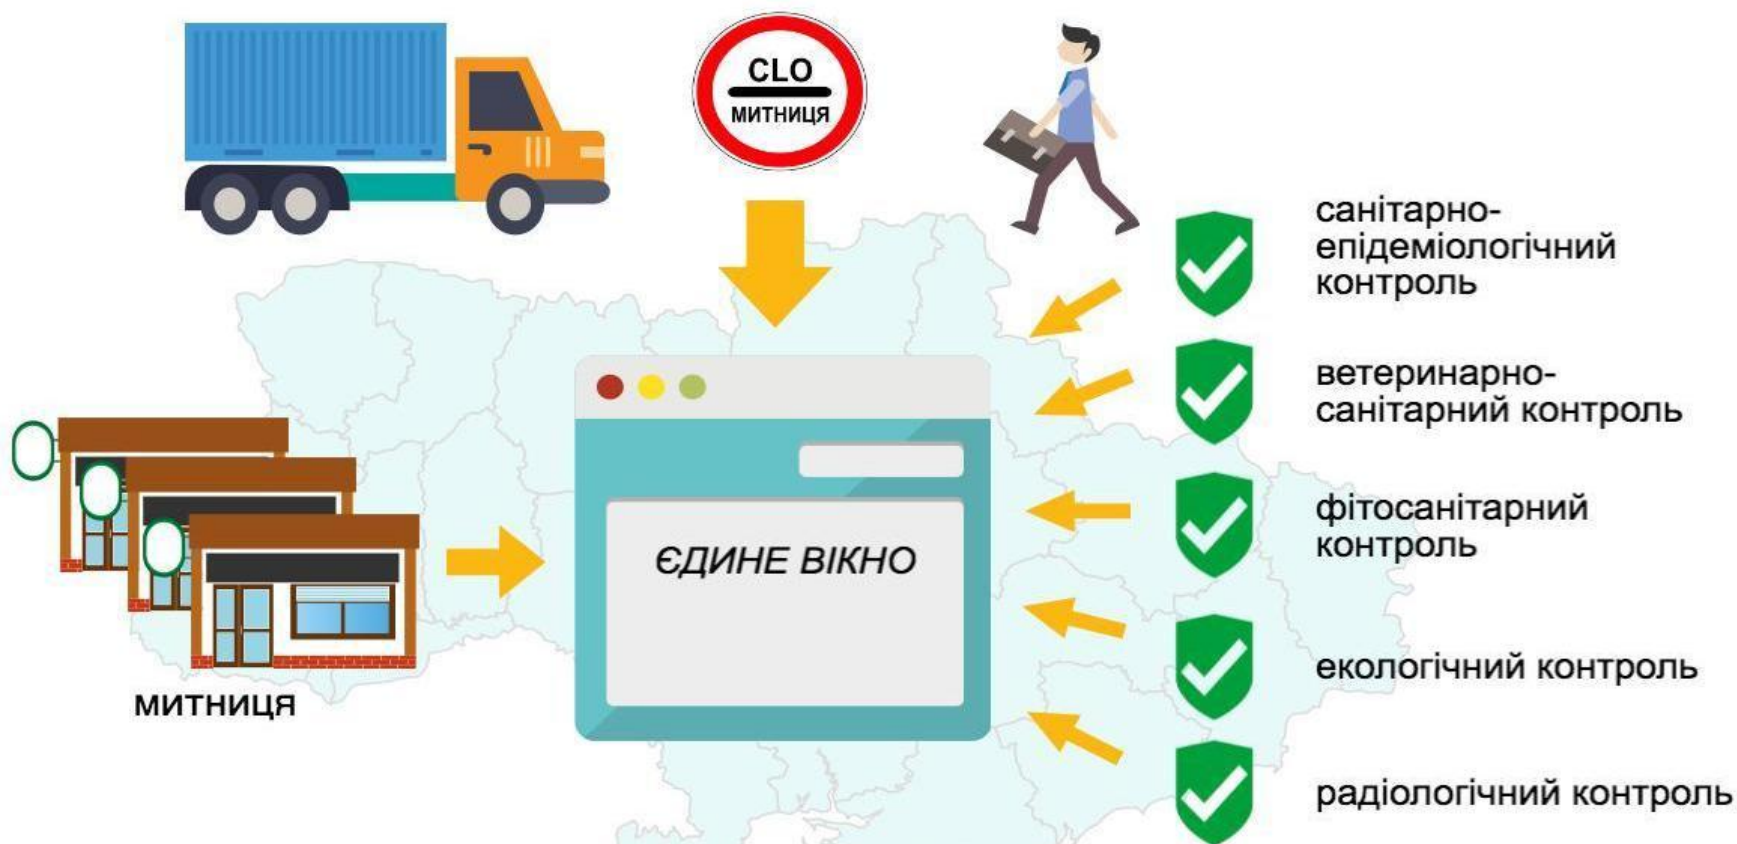 CLO
МИТНИЦЯ
санітарно-
епідеміологічний
контроль
ветеринарно-
санітарний контроль
фітосанітарний
контроль
ЄДИНЕ ВІКНО
екологічний контроль
митниця
радіологічний контроль